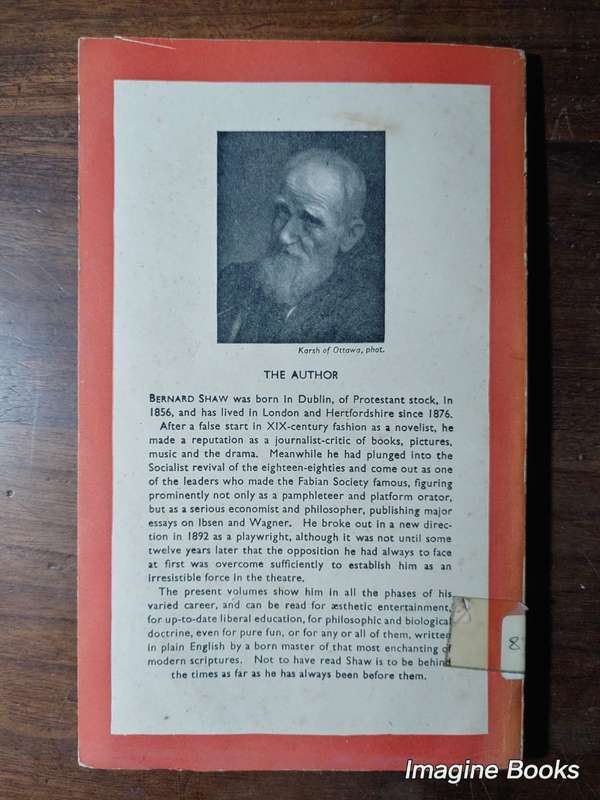 Karsh of Ottawa, phot.
THE AUTHOR
BERNARD SHAW was born in Dublin, of Protestant stock, in
1856, and has lived in London and Hertfordshire since 1876.
After a false start in XIX-century fashion as a novelist, he
made a reputation as a journalist-critic of books, pictures,
music and the drama. Meanwhile he had plunged into the
Socialist revival of the eighteen-eighties and come out as one
of the leaders who made the Fabian Society famous, figuring
prominently not only as a pamphleteer and platform orator,
but as a serious economist and philosopher, publishing major
essays on Ibsen and Wagner. He broke out in a new direc-
tion in 1892 as a playwright, although it was not until some
twelve years later that the opposition he had always to face
at first was overcome sufficiently to establish him as an
irresistible force in the theatre.
The present volumes show him in all the phases of his
varied career, and can be read for æsthetic entertainment,
for up-to-date liberal education, for philosophic and biological
doctrine, even for pure fun, or for any or all of them, written
in plain English by a born master of that most enchanting of
modern scriptures. Not to have read Shaw is to be behind
the times as far as he has always been before them.
8
Imagine Books